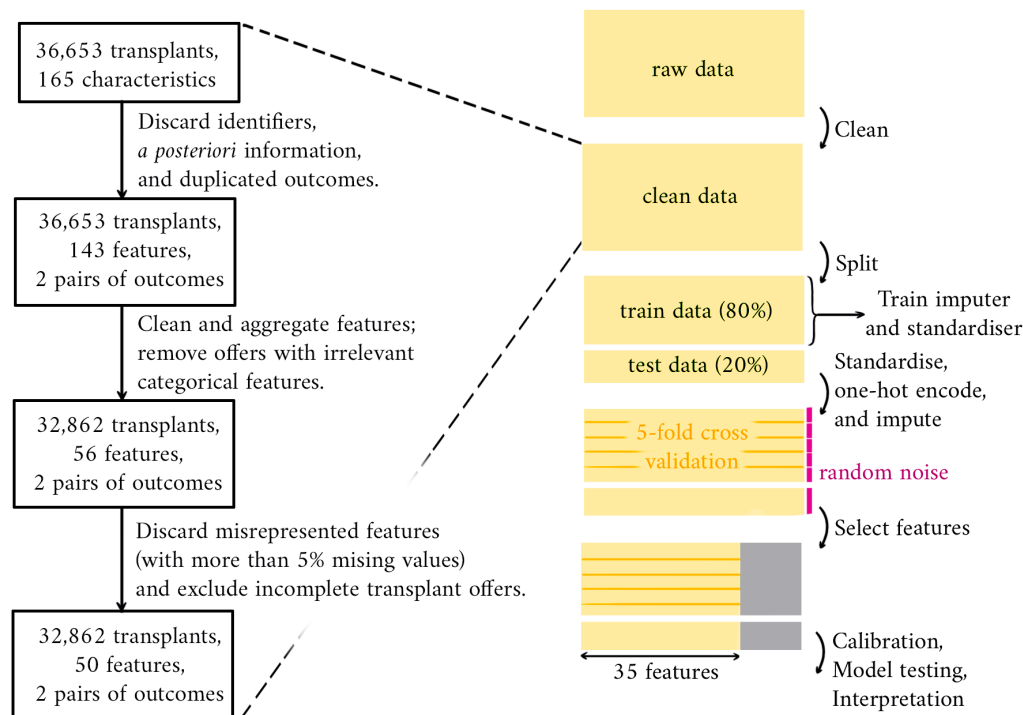 36,653 transplants,
165 characteristics
Discard identifiers,
a posteriori information,
and duplicated outcomes.
36,653 transplants,
143 features,
2 pairs of outcomes
Clean and aggregate features;
remove offers with irrelevant
categorical features.
32,862 transplants,
56 features,
2 pairs of outcomes
Discard misrepresented features
(with more than 5% mising values)
and exclude incomplete transplant offers.
32,862 transplants,
50 features,
2 pairs of outcomes
raw data
Clean
clean data
Split
train data (80%)
Train imputer
and standardiser
test data (20%)
Standardise,
one-hot encode,
and impute
5-fold cross
validation
random noise
Select features
35 features
Calibration,
Model testing,
Interpretation